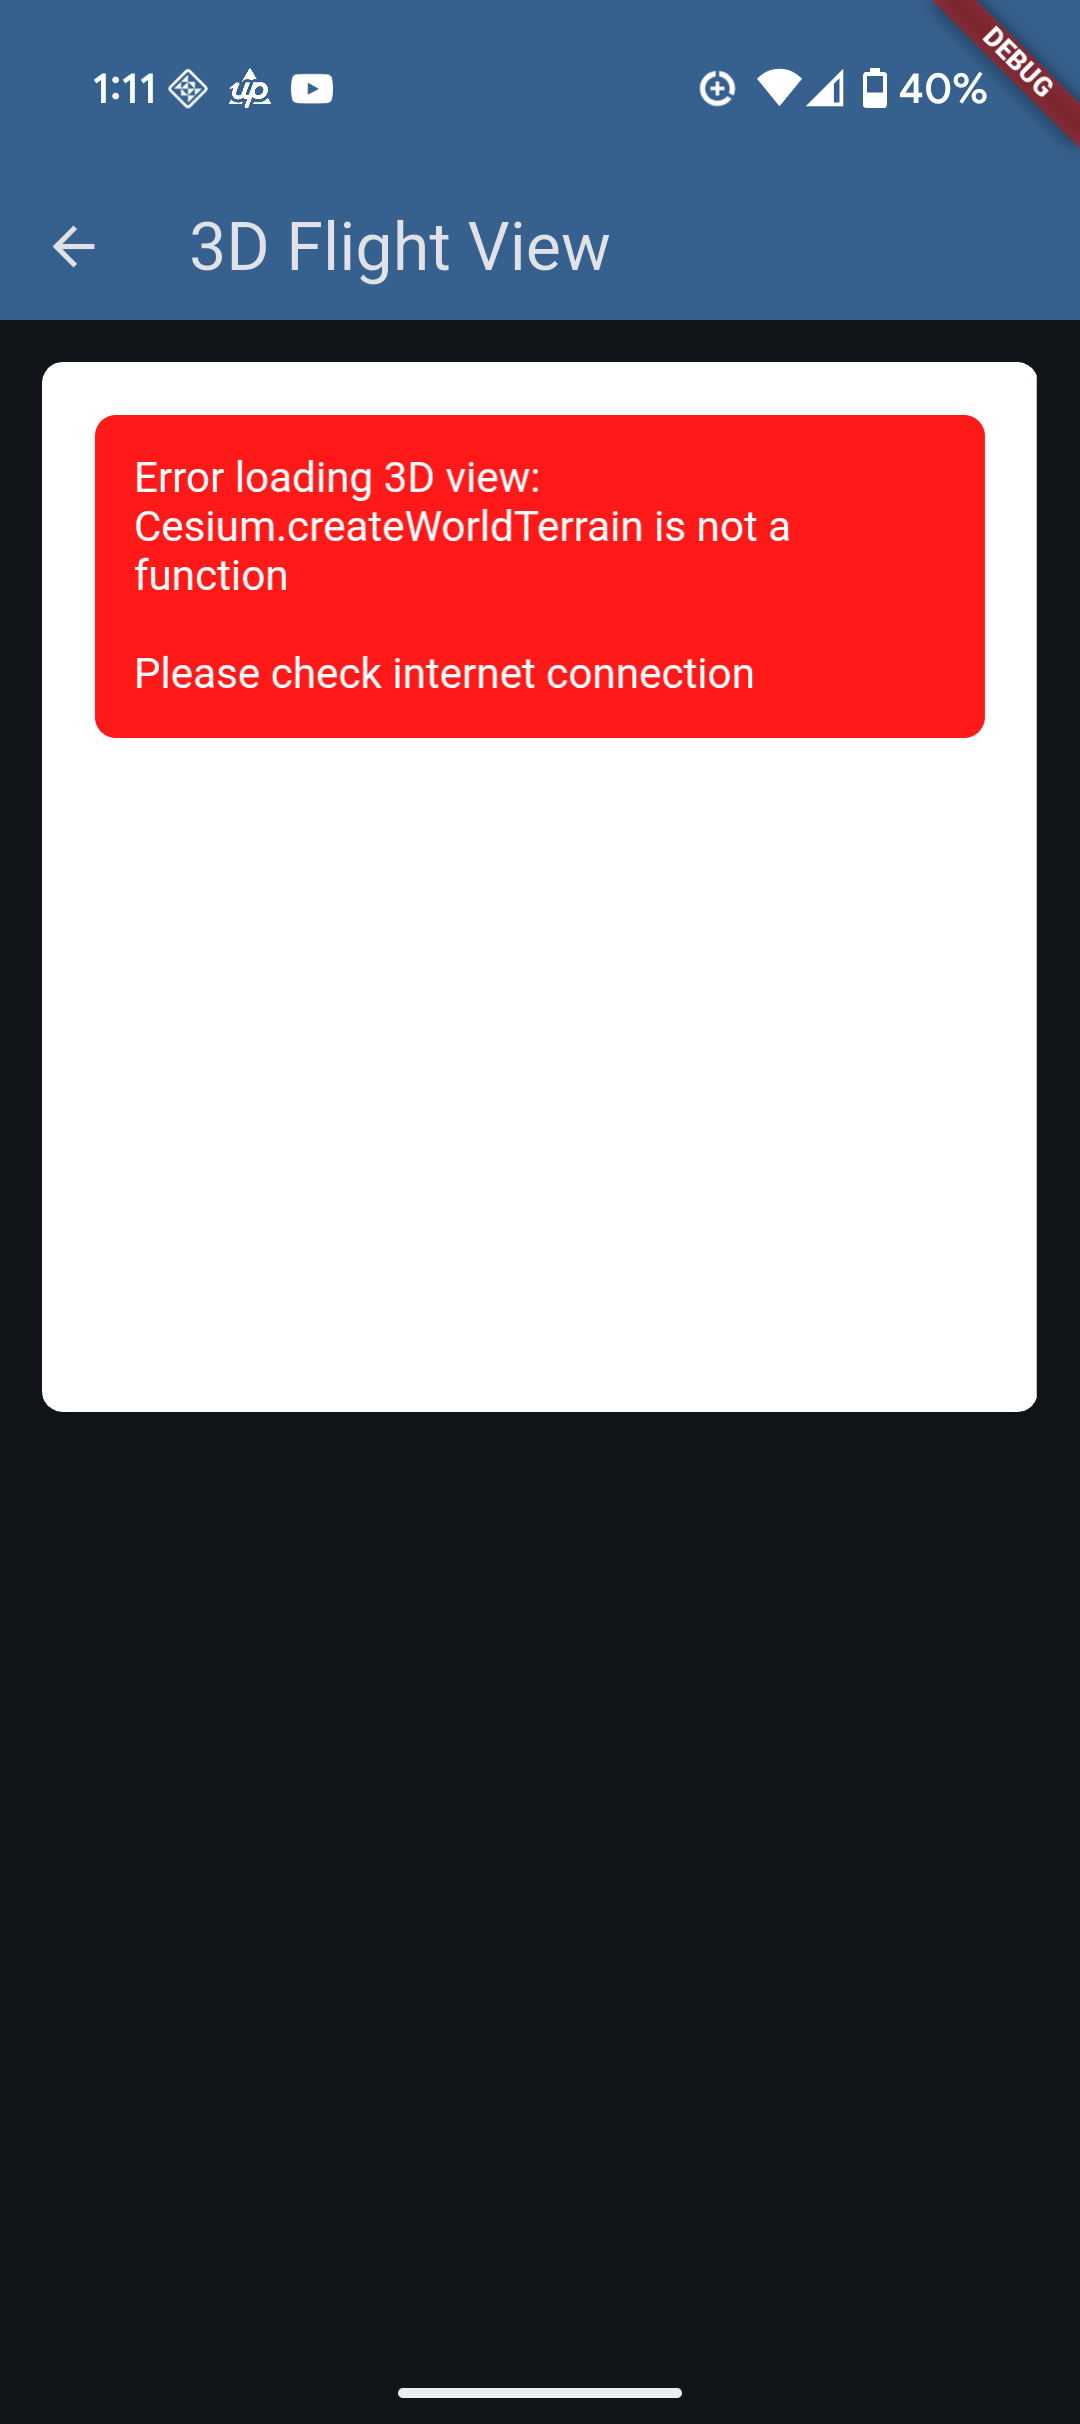 DEBUG
1:11
up
40%
3D Flight View
Error loading 3D view:
Cesium.createWorldTerrain is not a
function
Please check internet connection